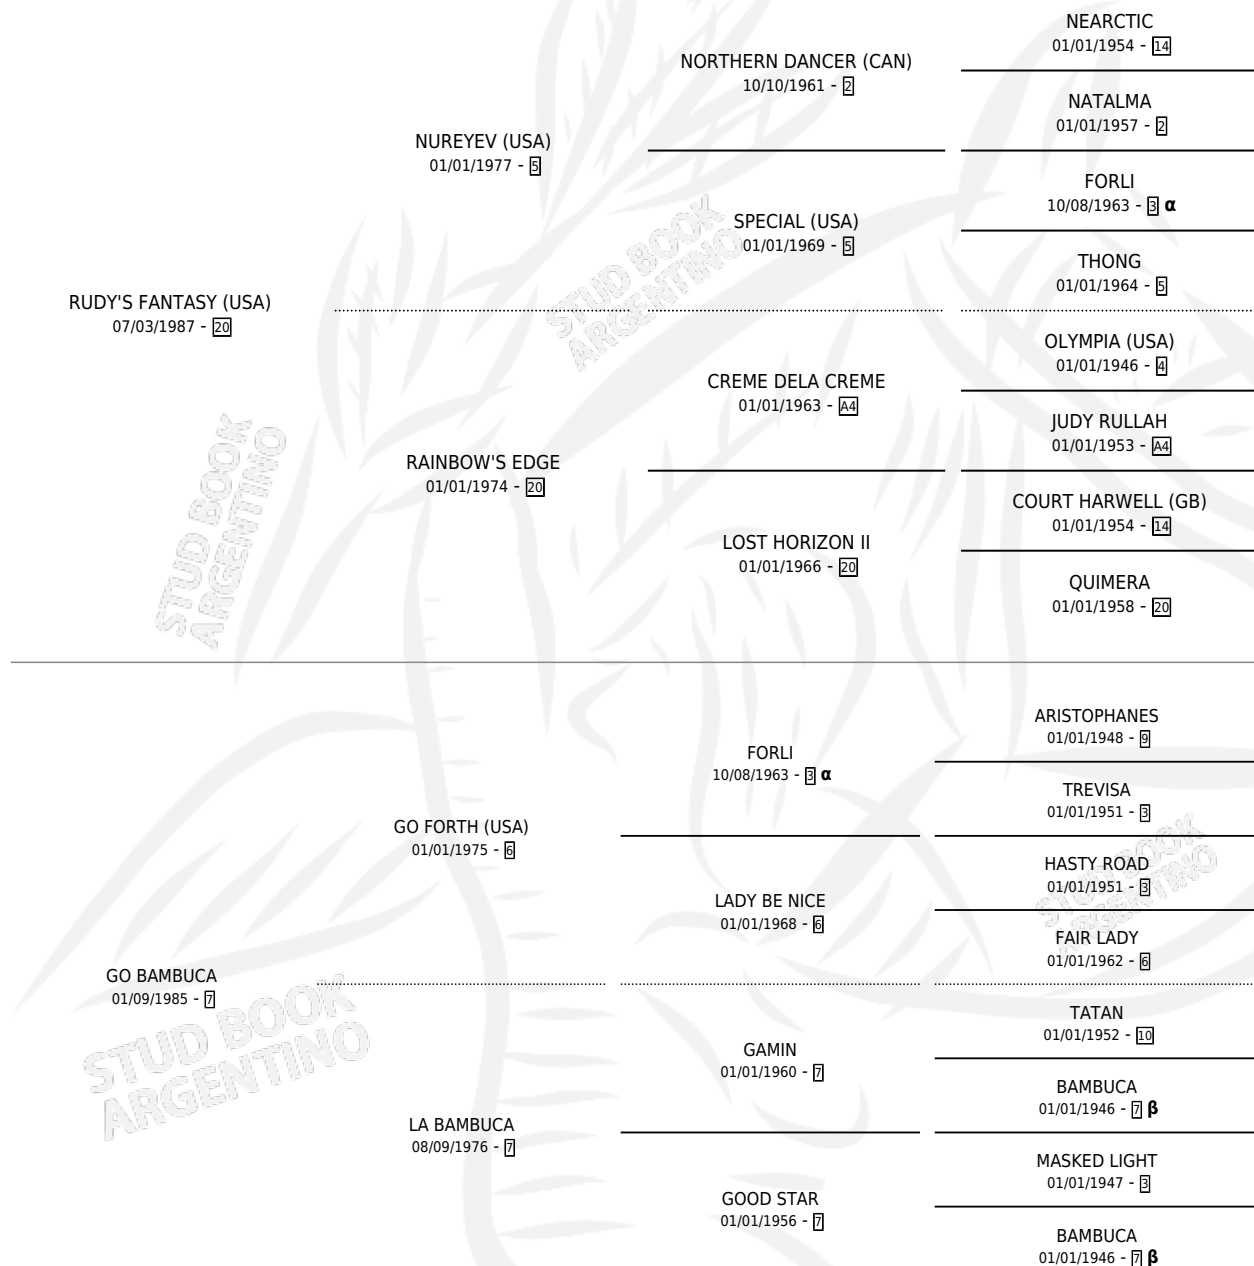 NEARCTIC
01/01/1954 - 14
NORTHERN DANCER (CAN)
10/10/1961 - 2
NATALMA
01/01/1957 - 2
NUREYEV (USA)
01/01/1977 - 5
FORLI
10/08/1963 - 3 α
SPECIAL (USA)
01/01/1969 - 5
THONG
01/01/1964 - 5
RUDY'S FANTASY (USA)
07/03/1987 - 20
OLYMPIA (USA)
01/01/1946 - 4
CREME DELA CREME
01/01/1963 - A4
JUDY RULLAH
01/01/1953 - A4
RAINBOW'S EDGE
01/01/1974 - 20
COURT HARWELL (GB)
01/01/1954 - 14
LOST HORIZON II
01/01/1966 - 20
QUIMERA
01/01/1958 - 20
ARISTOPHANES
01/01/1948 - 9
FORLI
10/08/1963 - 3 α
TREVISA
01/01/1951 - 3
GO FORTH (USA)
01/01/1975 - 6
HASTY ROAD
01/01/1951 - 3
LADY BE NICE
01/01/1968 - 6
FAIR LADY
01/01/1962 - 6
GO BAMBUCA
01/09/1985 - 7
TATAN
01/01/1952 - 10
GAMIN
01/01/1960 - 7
BAMBUCA
01/01/1946 - 7 β
LA BAMBUCA
08/09/1976 - 7
MASKED LIGHT
01/01/1947 - 3
GOOD STAR
01/01/1956 - 7
BAMBUCA
01/01/1946 - 7 β
STUD BOOK
ARGENTINO
STUD BOOK
ARGENTINO
STUD BOOK
ARGENTINO
STUD BOOK
ARGENTINO